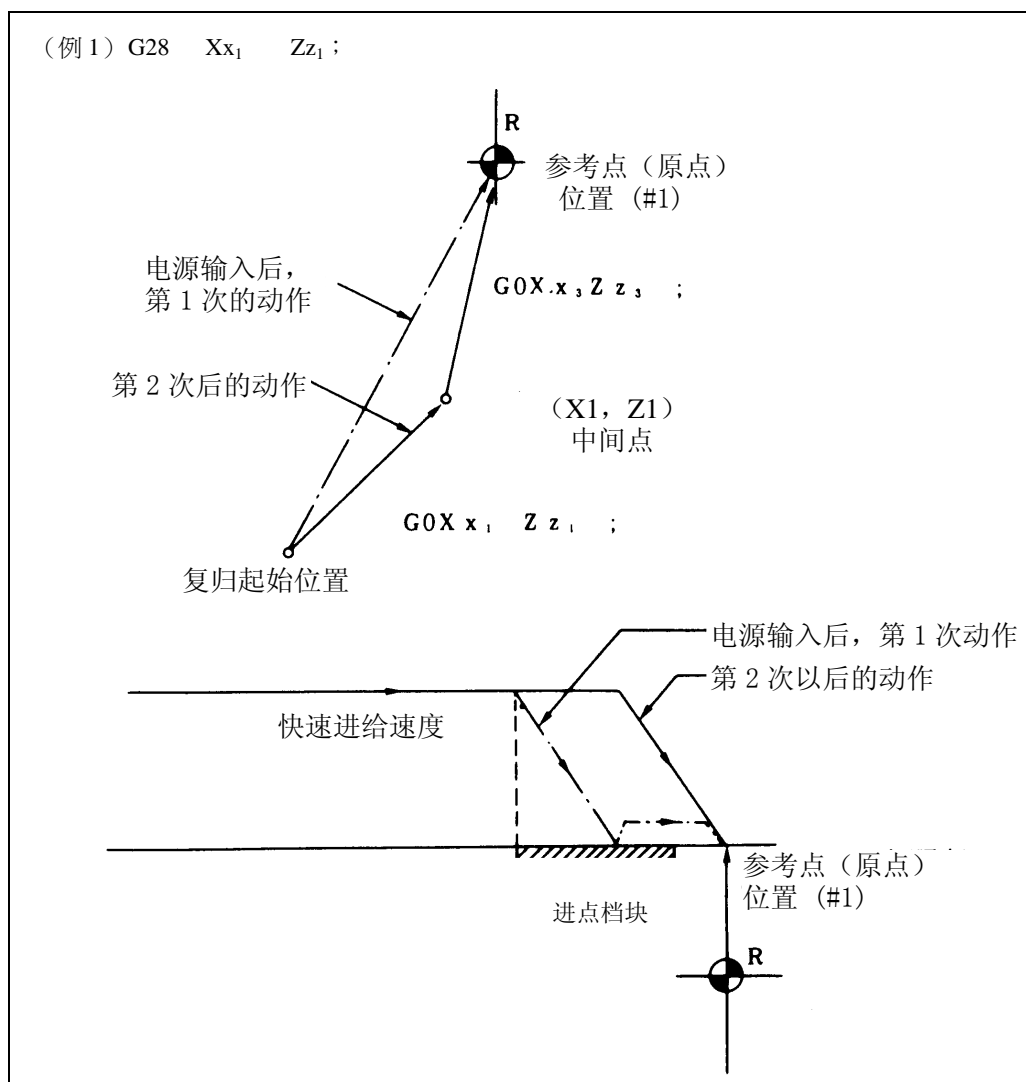 （例1）G28 Xx₁ Zz₁；
R
参考点（原点）
位置 (#1)
电源输入后，
第1次的动作
G0X.x₃Z z₃ ；
第2次后的动作
（X1，Z1）
中间点
G0X x₁ Z z₁ ；
复归起始位置
电源输入后，第1次动作
第2次以后的动作
快速进给速度
参考点（原点）
位置 (#1)
进点档块
R